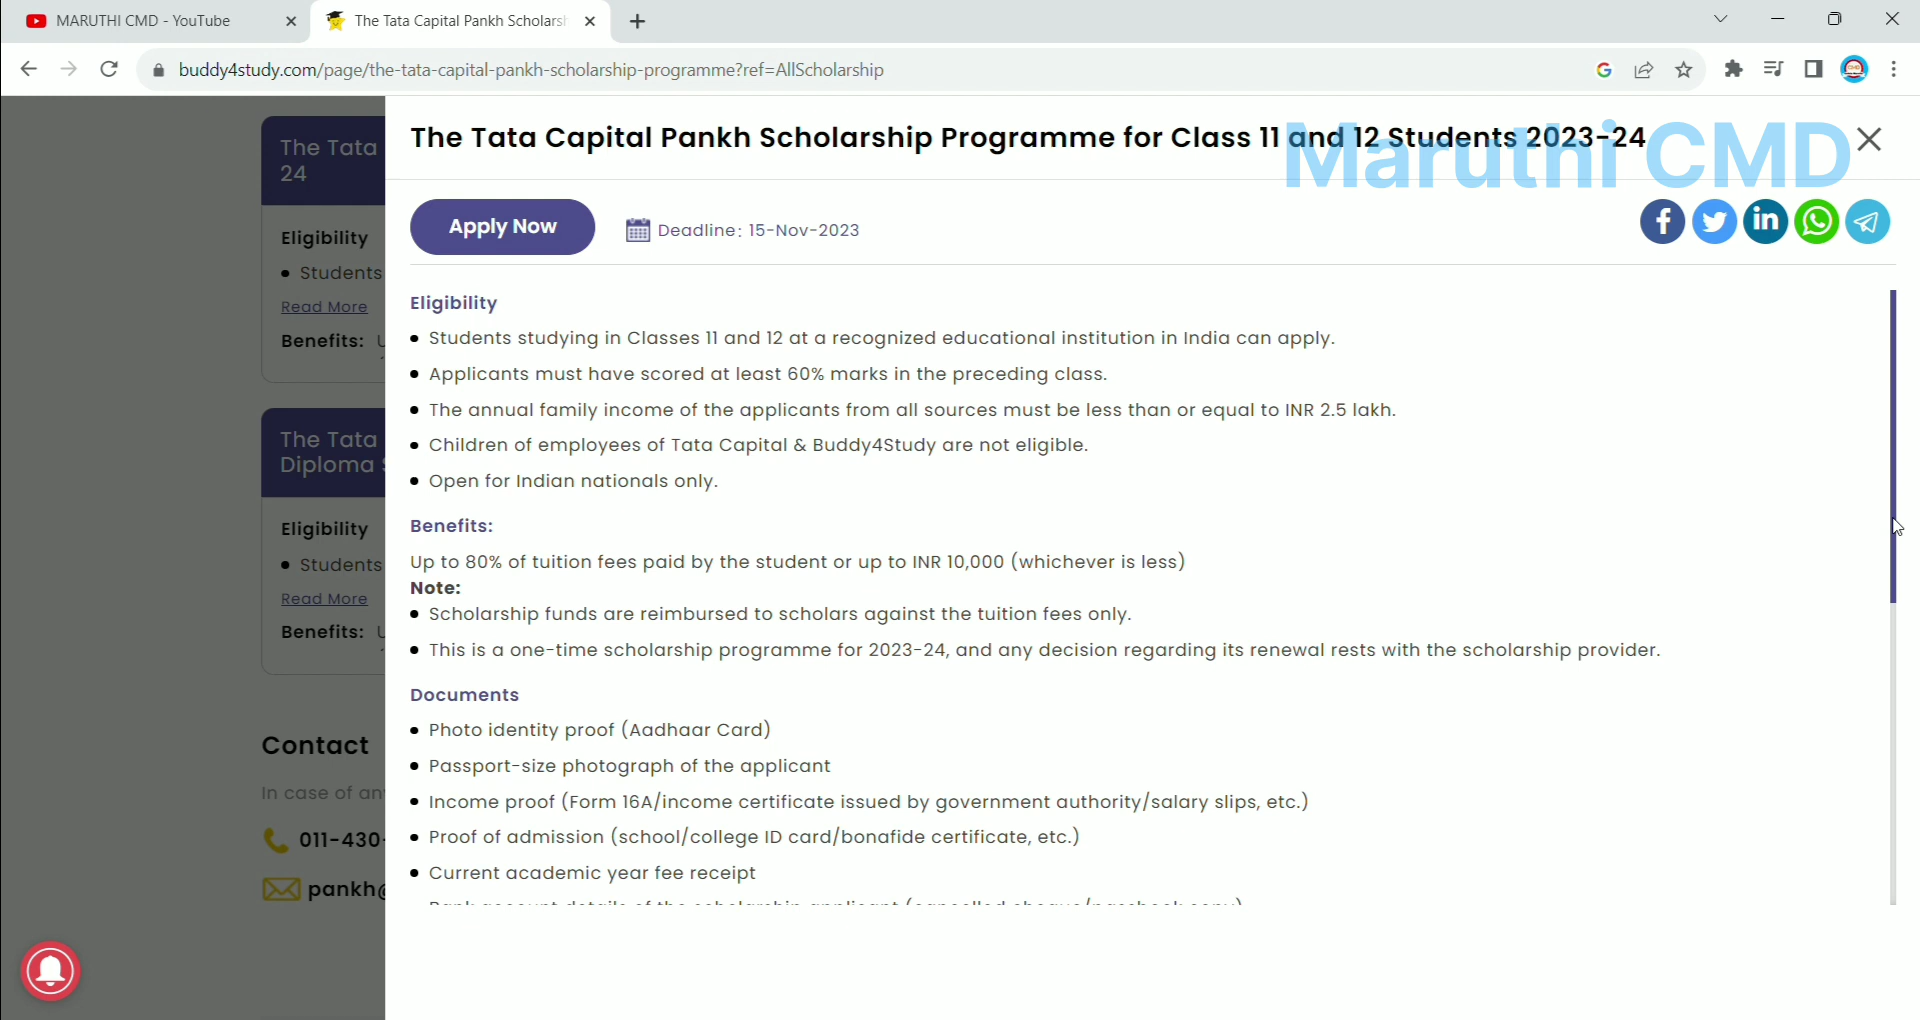 MARUTHI CMD - YouTube
The Tata Capital Pankh Scholarsh
buddy4study.com/page/the-tata-capital-pankh-scholarship-programme?ref=AllScholarship
The Tata
24
Eligibility
Students
Read More
Benefits:
The Tata
Diploma
Eligibility
Students
Read More
Benefits:
Contact
In case of an
011-430-
pankh@
The Tata Capital Pankh Scholarship Programme for Class 11 and 12 Students 2023-24
Maruthi CMD
Apply Now
Deadline: 15-Nov-2023
Eligibility
• Students studying in Classes 11 and 12 at a recognized educational institution in India can apply.
• Applicants must have scored at least 60% marks in the preceding class.
• The annual family income of the applicants from all sources must be less than or equal to INR 2.5 lakh.
• Children of employees of Tata Capital & Buddy4Study are not eligible.
• Open for Indian nationals only.
Benefits:
Up to 80% of tuition fees paid by the student or up to INR 10,000 (whichever is less)
Note:
• Scholarship funds are reimbursed to scholars against the tuition fees only.
• This is a one-time scholarship programme for 2023-24, and any decision regarding its renewal rests with the scholarship provider.
Documents
• Photo identity proof (Aadhaar Card)
• Passport-size photograph of the applicant
• Income proof (Form 16A/income certificate issued by government authority/salary slips, etc.)
• Proof of admission (school/college ID card/bonafide certificate, etc.)
• Current academic year fee receipt